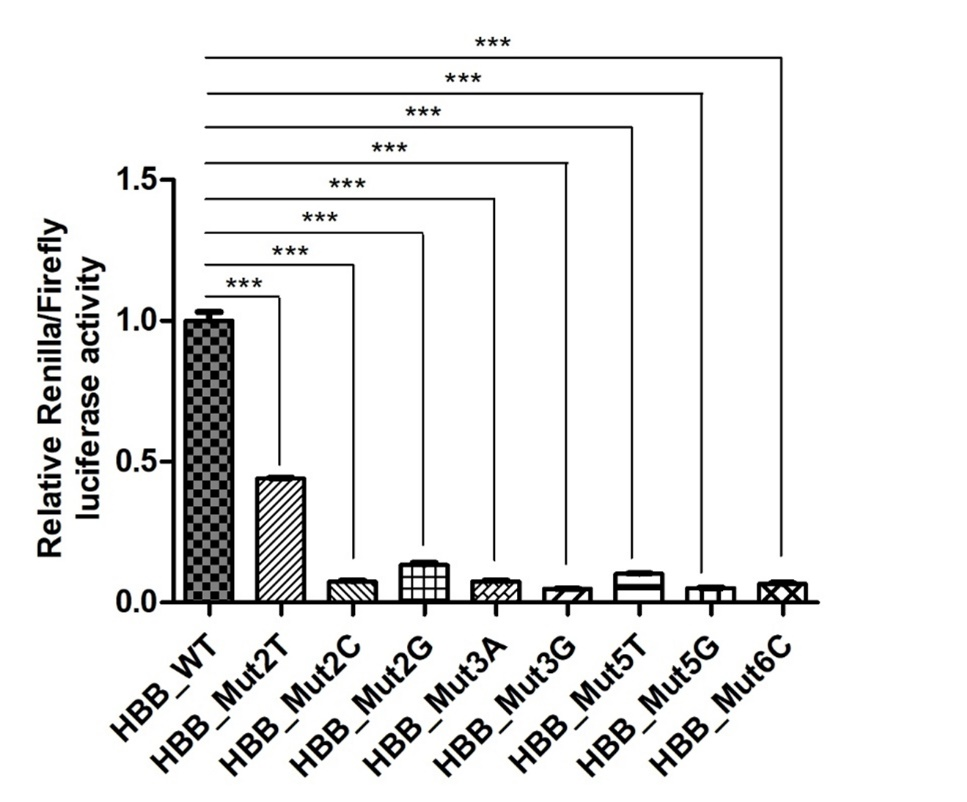 ***
***
***
***
***
***
***
***
1.5
1.0
0.5
0.0
Relative Renilla/Firefly
luciferase activity
HBB_WT
HBB_Mut2T
HBB_Mut2C
HBB_Mut2G
HBB_Mut3A
HBB_Mut3G
HBB_Mut5T
HBB_Mut5G
HBB_Mut6C